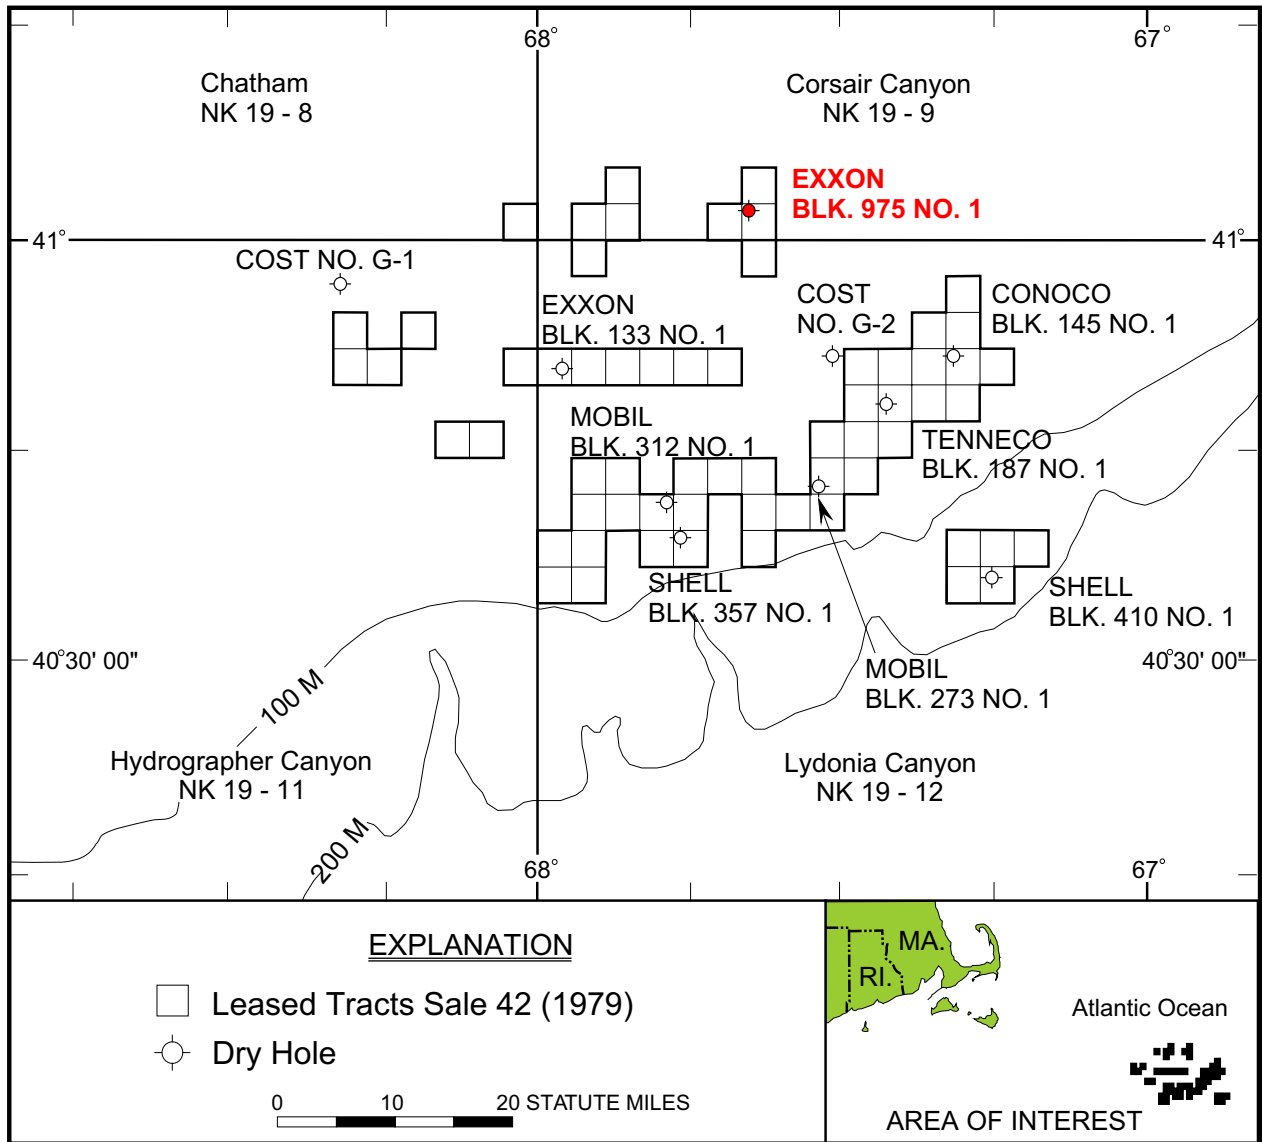 68°
67°
Chatham
NK 19 - 8
Corsair Canyon
NK 19 - 9
EXXON
BLK. 975 NO. 1
41°
41°
COST NO. G-1
EXXON
BLK. 133 NO. 1
COST
NO. G-2
CONOCO
BLK. 145 NO. 1
MOBIL
BLK. 312 NO. 1
TENNECO
BLK. 187 NO. 1
SHELL
BLK. 357 NO. 1
SHELL
BLK. 410 NO. 1
40°30' 00"
40°30' 00"
MOBIL
BLK. 273 NO. 1
100 M
Hydrographer Canyon
NK 19 - 11
Lydonia Canyon
NK 19 - 12
200 M
68°
67°
EXPLANATION
Leased Tracts Sale 42 (1979)
Dry Hole
0 10 20 STATUTE MILES
MA.
RI.
Atlantic Ocean
AREA OF INTEREST